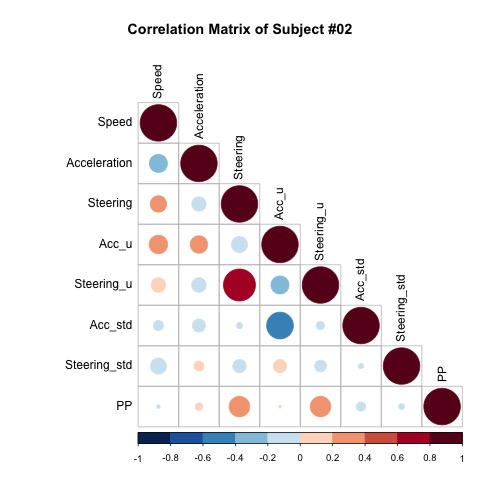 Correlation Matrix of Subject #02
Speed
Acceleration
Steering
Acc_u
Steering_u
Acc_std
Steering_std
PP
Speed
Acceleration
Steering
Acc_u
Steering_u
Acc_std
Steering_std
PP
-1 -0.8 -0.6 -0.4 -0.2 0 0.2 0.4 0.6 0.8 1